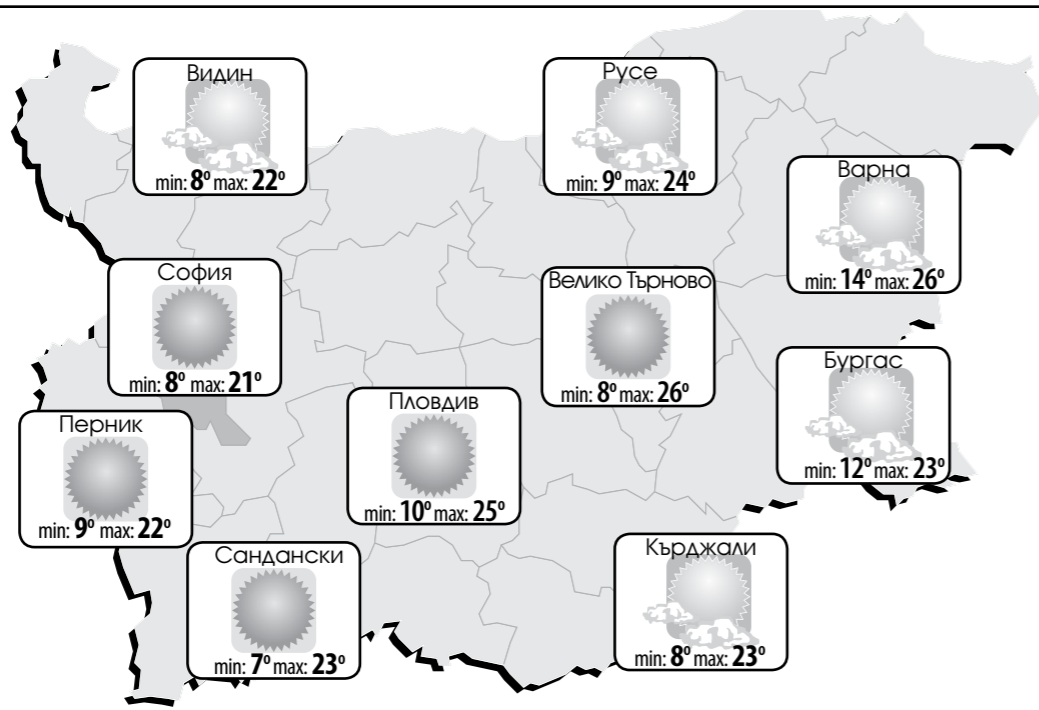 Видин
min: 8º max: 22º
Русе
min: 9º max: 24º
Варна
min: 14º max: 26º
София
min: 8º max: 21º
Велико Търново
min: 8º max: 26º
Бургас
min: 12º max: 23º
Пловдив
min: 10º max: 25º
Перник
min: 9º max: 22º
Сандански
min: 7º max: 23º
Кърджали
min: 8º max: 23º